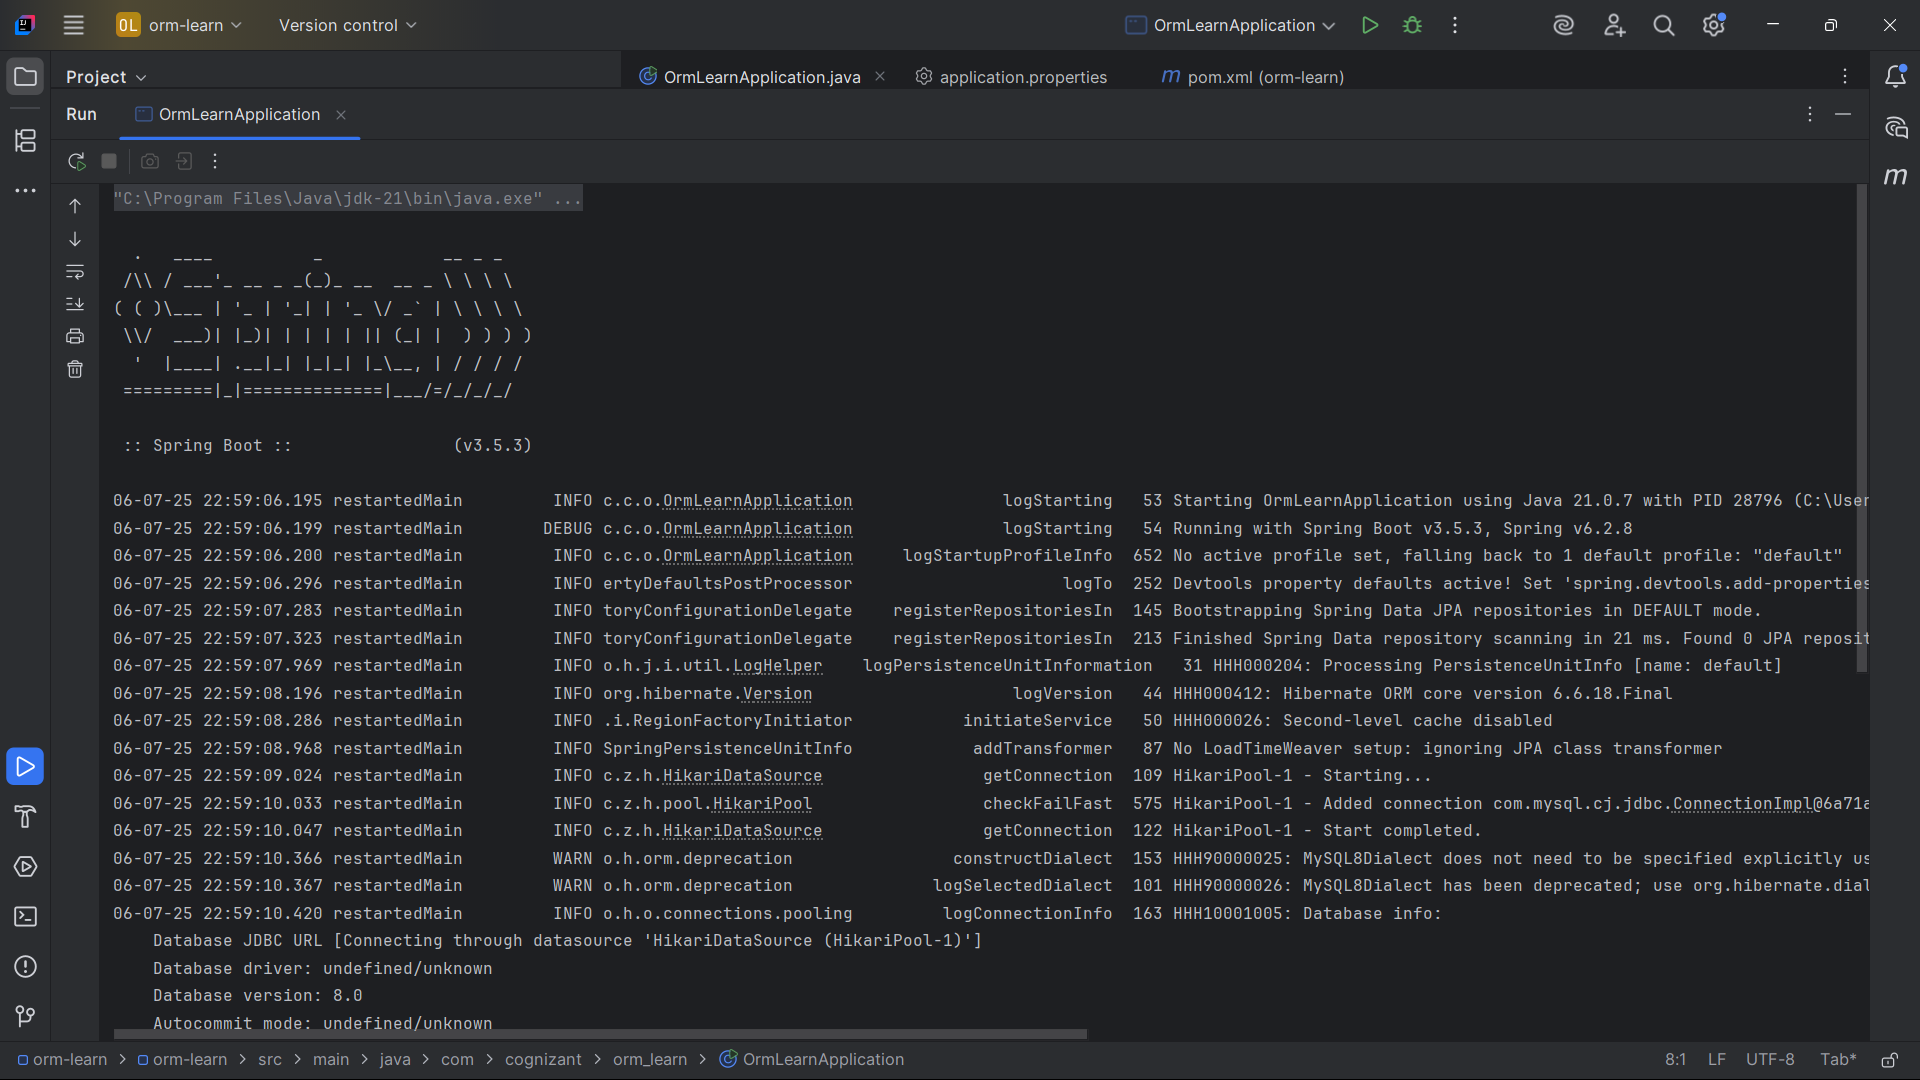 OL orm-learn Version control OrmLearnApplication
Project OrmLearnApplication.java application.properties m pom.xml (orm-learn)
Run OrmLearnApplication
"C:\Program Files\Java\jdk-21\bin\java.exe" ...
  .   ____          _            __ _ _
 /\\ / ___'_ __ _ _(_)_ __  __ _ \ \ \ \
( ( )\___ | '_ | '_| | '_ \/ _` | \ \ \ \
 \\/  ___)| |_)| | | | | || (_| |  ) ) ) )
  '  |____| .__|_| |_|_| |_\__, | / / / /
 =========|_|==============|___/=/_/_/_/
 :: Spring Boot ::                (v3.5.3)
06-07-25 22:59:06.195 restartedMain INFO c.c.o.OrmLearnApplication logStarting 53 Starting OrmLearnApplication using Java 21.0.7 with PID 28796 (C:\User
06-07-25 22:59:06.199 restartedMain DEBUG c.c.o.OrmLearnApplication logStarting 54 Running with Spring Boot v3.5.3, Spring v6.2.8
06-07-25 22:59:06.200 restartedMain INFO c.c.o.OrmLearnApplication logStartupProfileInfo 652 No active profile set, falling back to 1 default profile: "default"
06-07-25 22:59:06.296 restartedMain INFO ertyDefaultsPostProcessor logTo 252 Devtools property defaults active! Set 'spring.devtools.add-properties
06-07-25 22:59:07.283 restartedMain INFO toryConfigurationDelegate registerRepositoriesIn 145 Bootstrapping Spring Data JPA repositories in DEFAULT mode.
06-07-25 22:59:07.323 restartedMain INFO toryConfigurationDelegate registerRepositoriesIn 213 Finished Spring Data repository scanning in 21 ms. Found 0 JPA reposit
06-07-25 22:59:07.969 restartedMain INFO o.h.j.i.util.LogHelper logPersistenceUnitInformation 31 HHH000204: Processing PersistenceUnitInfo [name: default]
06-07-25 22:59:08.196 restartedMain INFO org.hibernate.Version logVersion 44 HHH000412: Hibernate ORM core version 6.6.18.Final
06-07-25 22:59:08.286 restartedMain INFO .i.RegionFactoryInitiator initiateService 50 HHH000026: Second-level cache disabled
06-07-25 22:59:08.968 restartedMain INFO SpringPersistenceUnitInfo addTransformer 87 No LoadTimeWeaver setup: ignoring JPA class transformer
06-07-25 22:59:09.024 restartedMain INFO c.z.h.HikariDataSource getConnection 109 HikariPool-1 - Starting...
06-07-25 22:59:10.033 restartedMain INFO c.z.h.pool.HikariPool checkFailFast 575 HikariPool-1 - Added connection com.mysql.cj.jdbc.ConnectionImpl@6a71a
06-07-25 22:59:10.047 restartedMain INFO c.z.h.HikariDataSource getConnection 122 HikariPool-1 - Start completed.
06-07-25 22:59:10.366 restartedMain WARN o.h.orm.deprecation constructDialect 153 HHH90000025: MySQL8Dialect does not need to be specified explicitly us
06-07-25 22:59:10.367 restartedMain WARN o.h.orm.deprecation logSelectedDialect 101 HHH90000026: MySQL8Dialect has been deprecated; use org.hibernate.dial
06-07-25 22:59:10.420 restartedMain INFO o.h.o.connections.pooling logConnectionInfo 163 HHH10001005: Database info:
Database JDBC URL [Connecting through datasource 'HikariDataSource (HikariPool-1)']
Database driver: undefined/unknown
Database version: 8.0
Autocommit mode: undefined/unknown
orm-learn > orm-learn > src > main > java > com > cognizant > orm_learn > OrmLearnApplication 8:1 LF UTF-8 Tab*